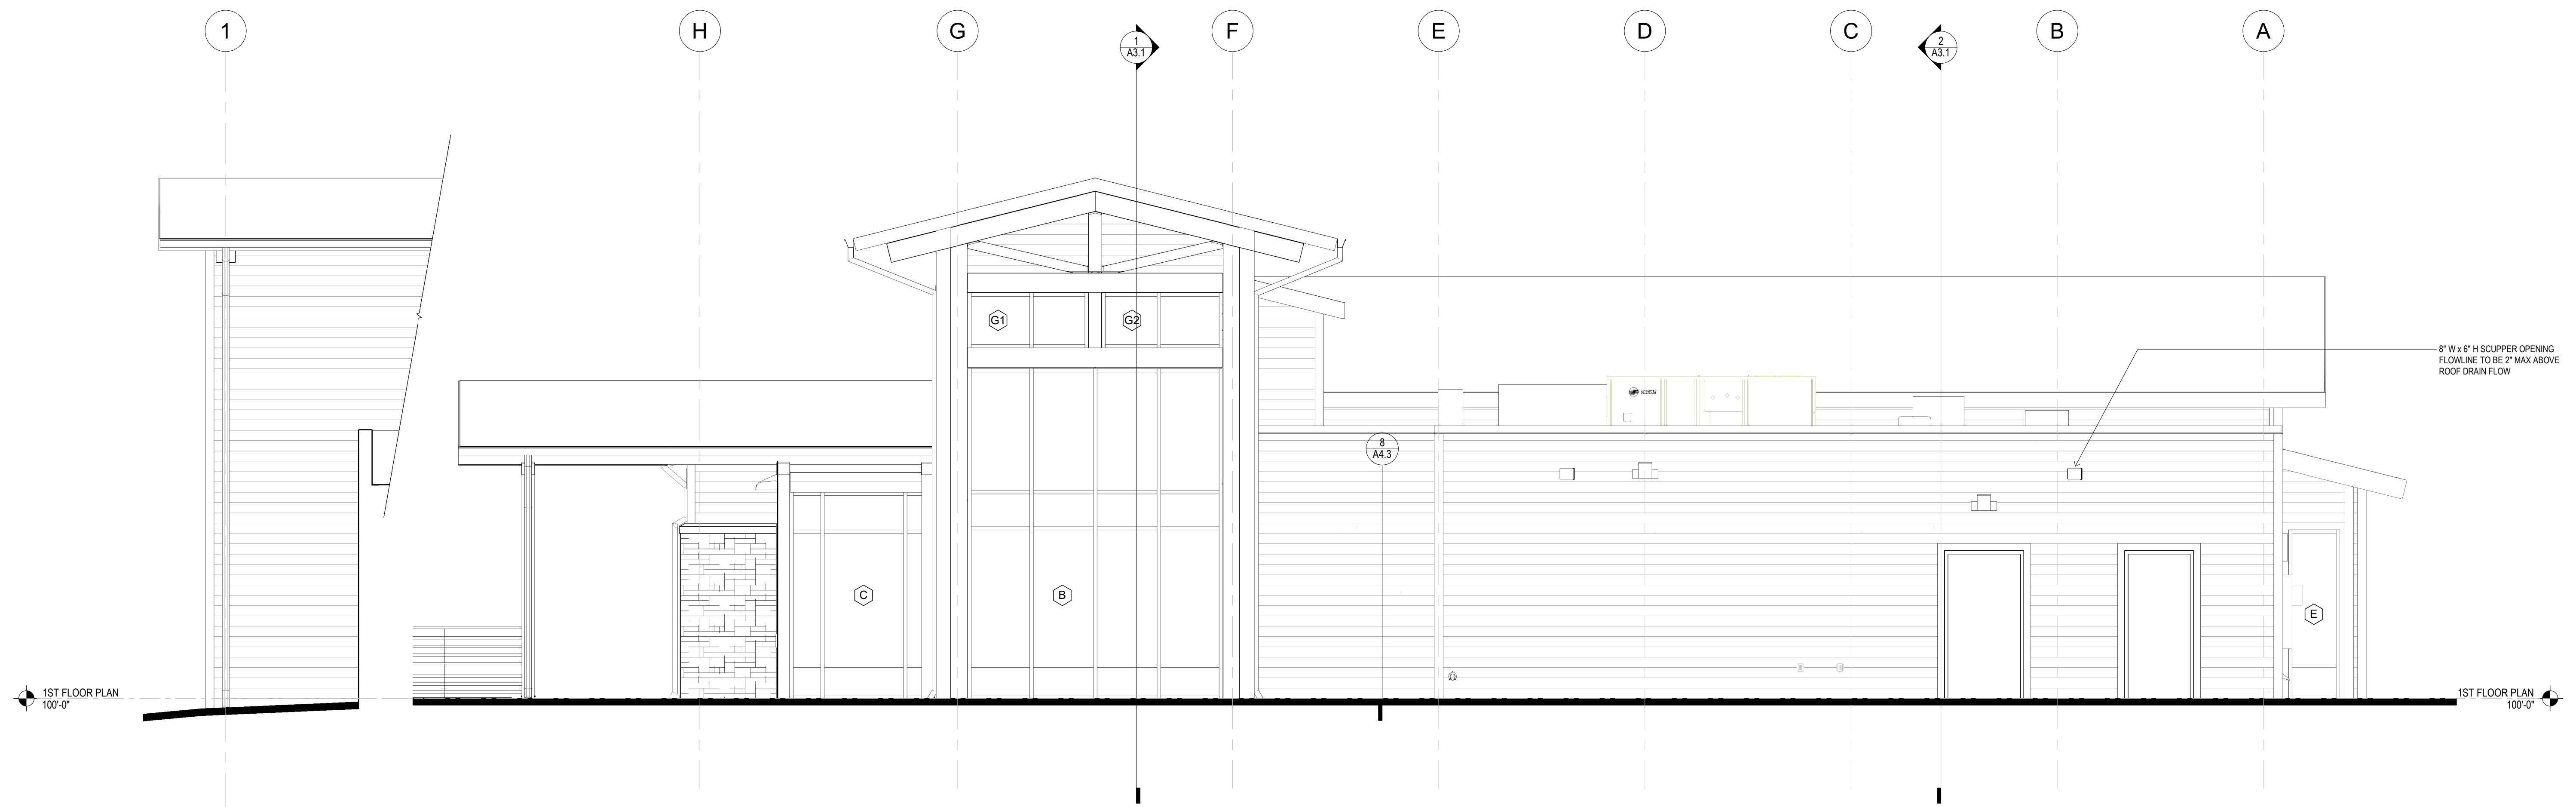 1
H
G
F
E
D
C
B
A
1
A3.1
2
A3.1
G1
G2
8" W x 6" H SCUPPER OPENING
FLOWLINE TO BE 2" MAX ABOVE
ROOF DRAIN FLOW
8
A4.3
C
B
E
1ST FLOOR PLAN
100'-0"
1ST FLOOR PLAN
100'-0"